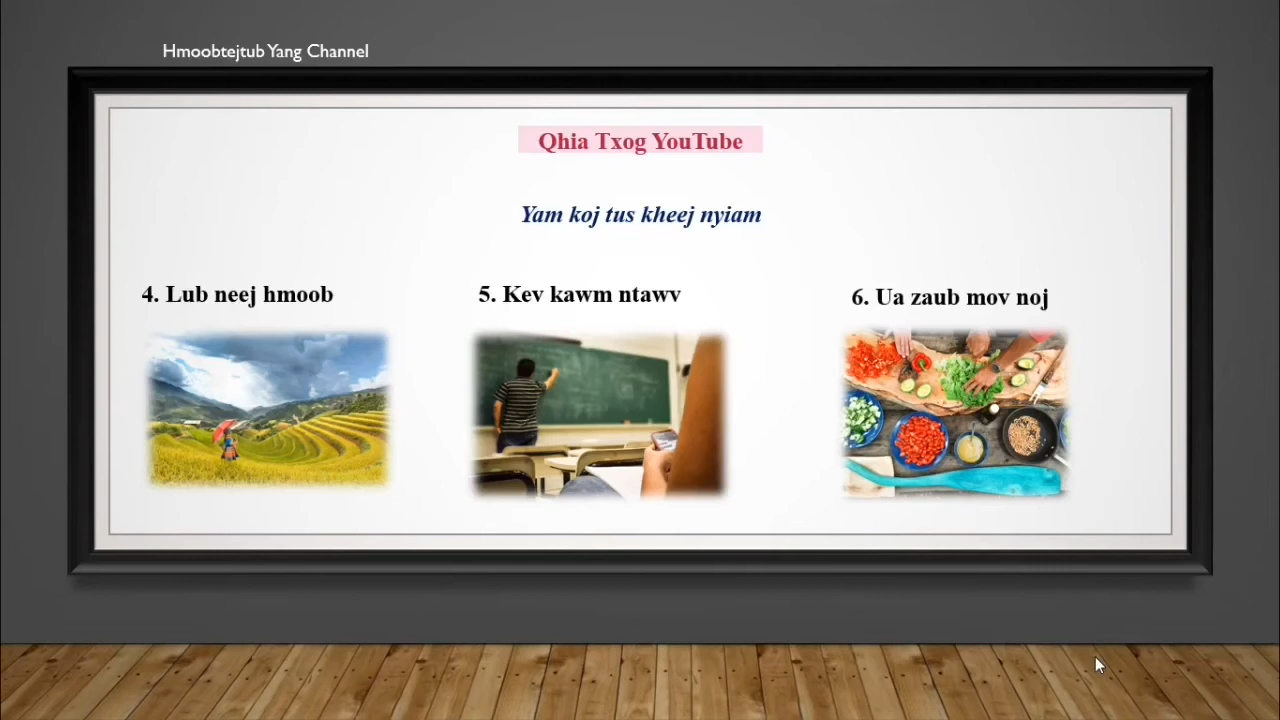 Hmoobtejtub Yang Channel
Qhia Txog YouTube
Yam koj tus kheej nyiam
4. Lub neej hmoob
5. Kev kawm ntawv
6. Ua zaub mov noj